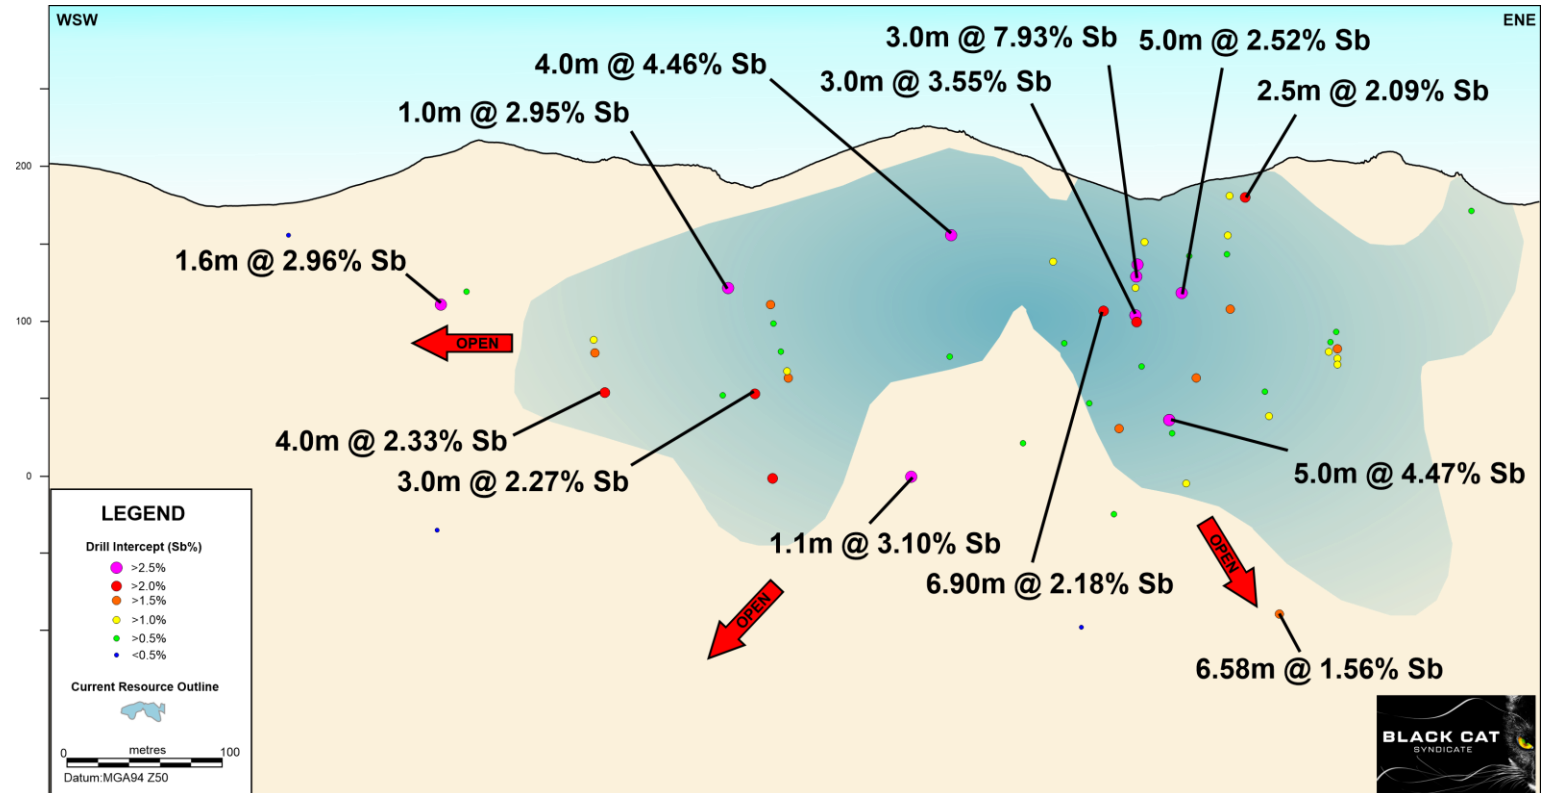 WSW
ENE
3.0m @ 7.93% Sb
5.0m @ 2.52% Sb
4.0m @ 4.46% Sb
3.0m @ 3.55% Sb
2.5m @ 2.09% Sb
1.0m @ 2.95% Sb
200
1.6m @ 2.96% Sb
100
OPEN
4.0m @ 2.33% Sb
3.0m @ 2.27% Sb
5.0m @ 4.47% Sb
0
1.1m @ 3.10% Sb
6.90m @ 2.18% Sb
OPEN
OPEN
6.58m @ 1.56% Sb
LEGEND
Drill Intercept (Sb%)
>2.5%
>2.0%
>1.5%
>1.0%
>0.5%
<0.5%
Current Resource Outline
0 metres 100
Datum:MGA94 Z50
BLACK CAT
SYNDICATE